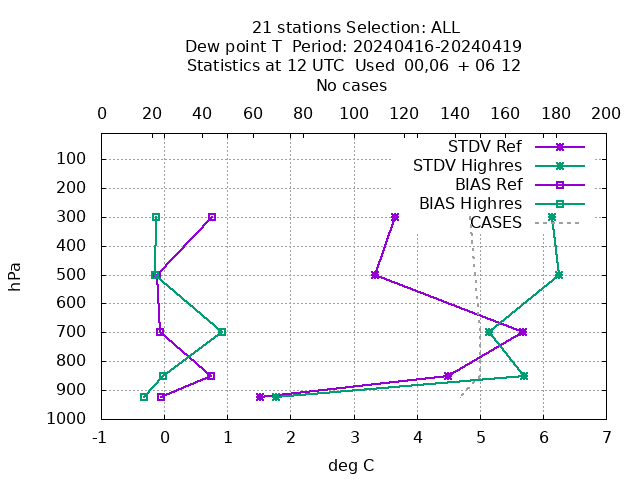 21 stations Selection: ALL
Dew point T  Period: 20240416-20240419
Statistics at 12 UTC  Used  00,06  + 06 12
No cases
0 20 40 60 80 100 120 140 160 180 200
STDV Ref
STDV Highres
BIAS Ref
BIAS Highres
CASES
100
200
300
400
500
600
700
800
900
1000
hPa
-1 0 1 2 3 4 5 6 7
deg C